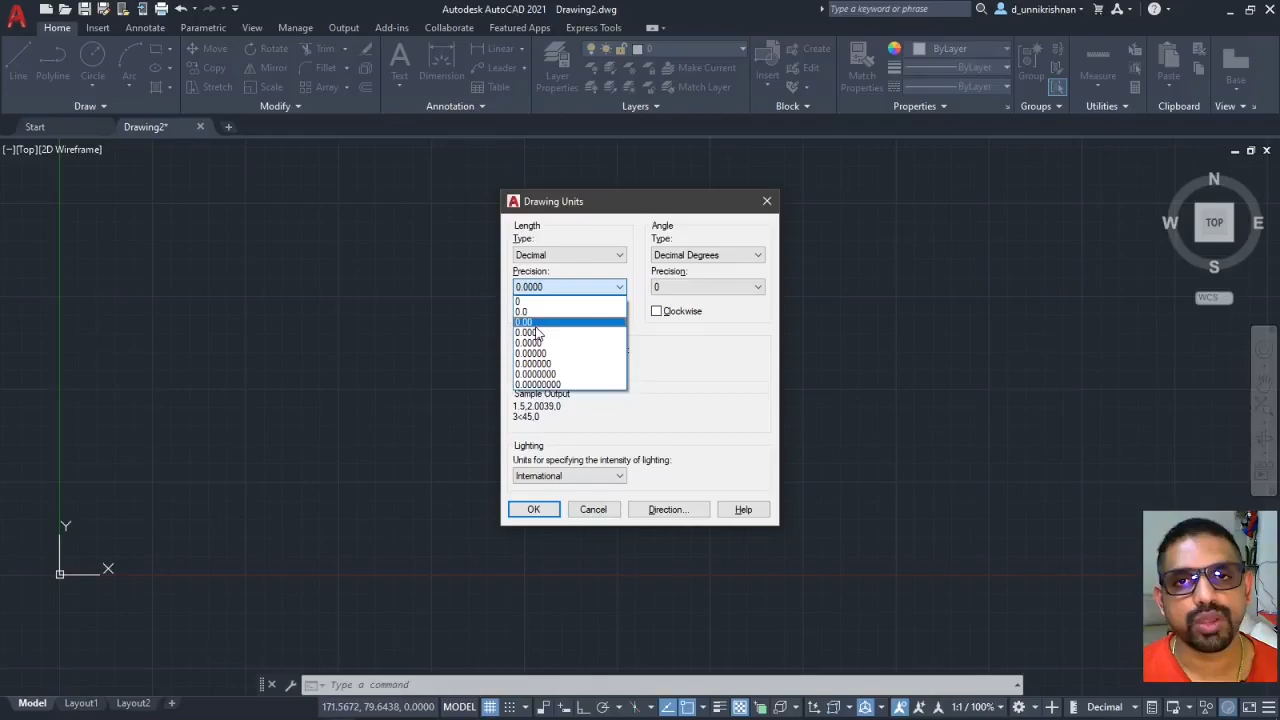 Autodesk AutoCAD 2021 Drawing2.dwg
Type a keyword or phrase
d_unnikrishnan
Home Insert Annotate Parametric View Manage Output Add-ins Collaborate Express Tools Featured Apps
Line Polyline Circle Arc
Move Rotate Trim
Copy Mirror Fillet
Stretch Scale Array
Text Dimension
Linear
Leader
Table
Layer Properties
0
Make Current
Match Layer
Insert
Create
Edit
Match Properties
ByLayer
ByLayer
ByLayer
Group
Measure
Paste
Base
Draw Modify Annotation Layers Block Properties Groups Utilities Clipboard View
Start Drawing2*
[−][Top][2D Wireframe]
N
W TOP E
S
WCS
Drawing Units
Length
Type:
Decimal
Precision:
0.0000
0
0.0
0.00
0.000
0.0000
0.00000
0.000000
0.0000000
0.00000000
Angle
Type:
Decimal Degrees
Precision:
0
Clockwise
Sample Output
1.5,2.0039,0
3<45,0
Lighting
Units for specifying the intensity of lighting:
International
OK Cancel Direction... Help
Y
X
Type a command
Model Layout1 Layout2
171.5672, 79.6438, 0.0000 MODEL 1:1 / 100% Decimal